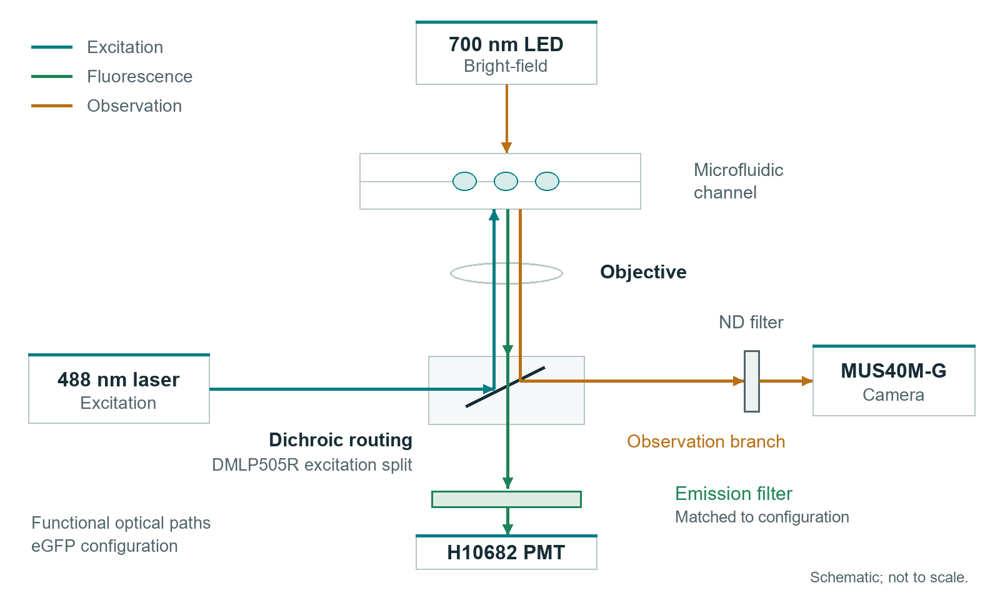 700 nm LED
Bright-field
Excitation
Fluorescence
Observation
Microfluidic
channel
Objective
ND filter
488 nm laser
Excitation
MUS40M-G
Camera
Dichroic routing
DMLP505R excitation split
Observation branch
Emission filter
Matched to configuration
Functional optical paths
eGFP configuration
H10682 PMT
Schematic; not to scale.